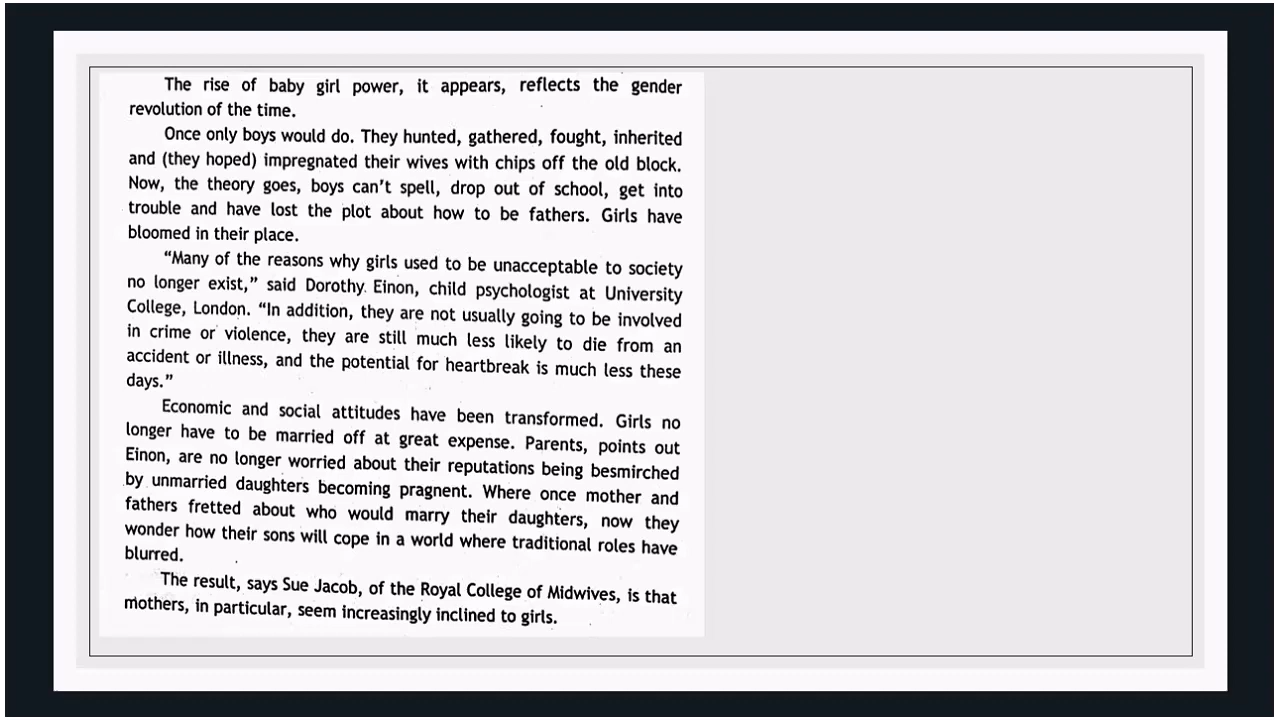 The rise of baby girl power, it appears, reflects the gender
revolution of the time.
Once only boys would do. They hunted, gathered, fought, inherited
and (they hoped) impregnated their wives with chips off the old block.
Now, the theory goes, boys can't spell, drop out of school, get into
trouble and have lost the plot about how to be fathers. Girls have
bloomed in their place.
"Many of the reasons why girls used to be unacceptable to society
no longer exist," said Dorothy Einon, child psychologist at University
College, London. "In addition, they are not usually going to be involved
in crime or violence, they are still much less likely to die from an
accident or illness, and the potential for heartbreak is much less these
days."
Economic and social attitudes have been transformed. Girls no
longer have to be married off at great expense. Parents, points out
Einon, are no longer worried about their reputations being besmirched
by unmarried daughters becoming pragnent. Where once mother and
fathers fretted about who would marry their daughters, now they
wonder how their sons will cope in a world where traditional roles have
blurred.
The result, says Sue Jacob, of the Royal College of Midwives, is that
mothers, in particular, seem increasingly inclined to girls.